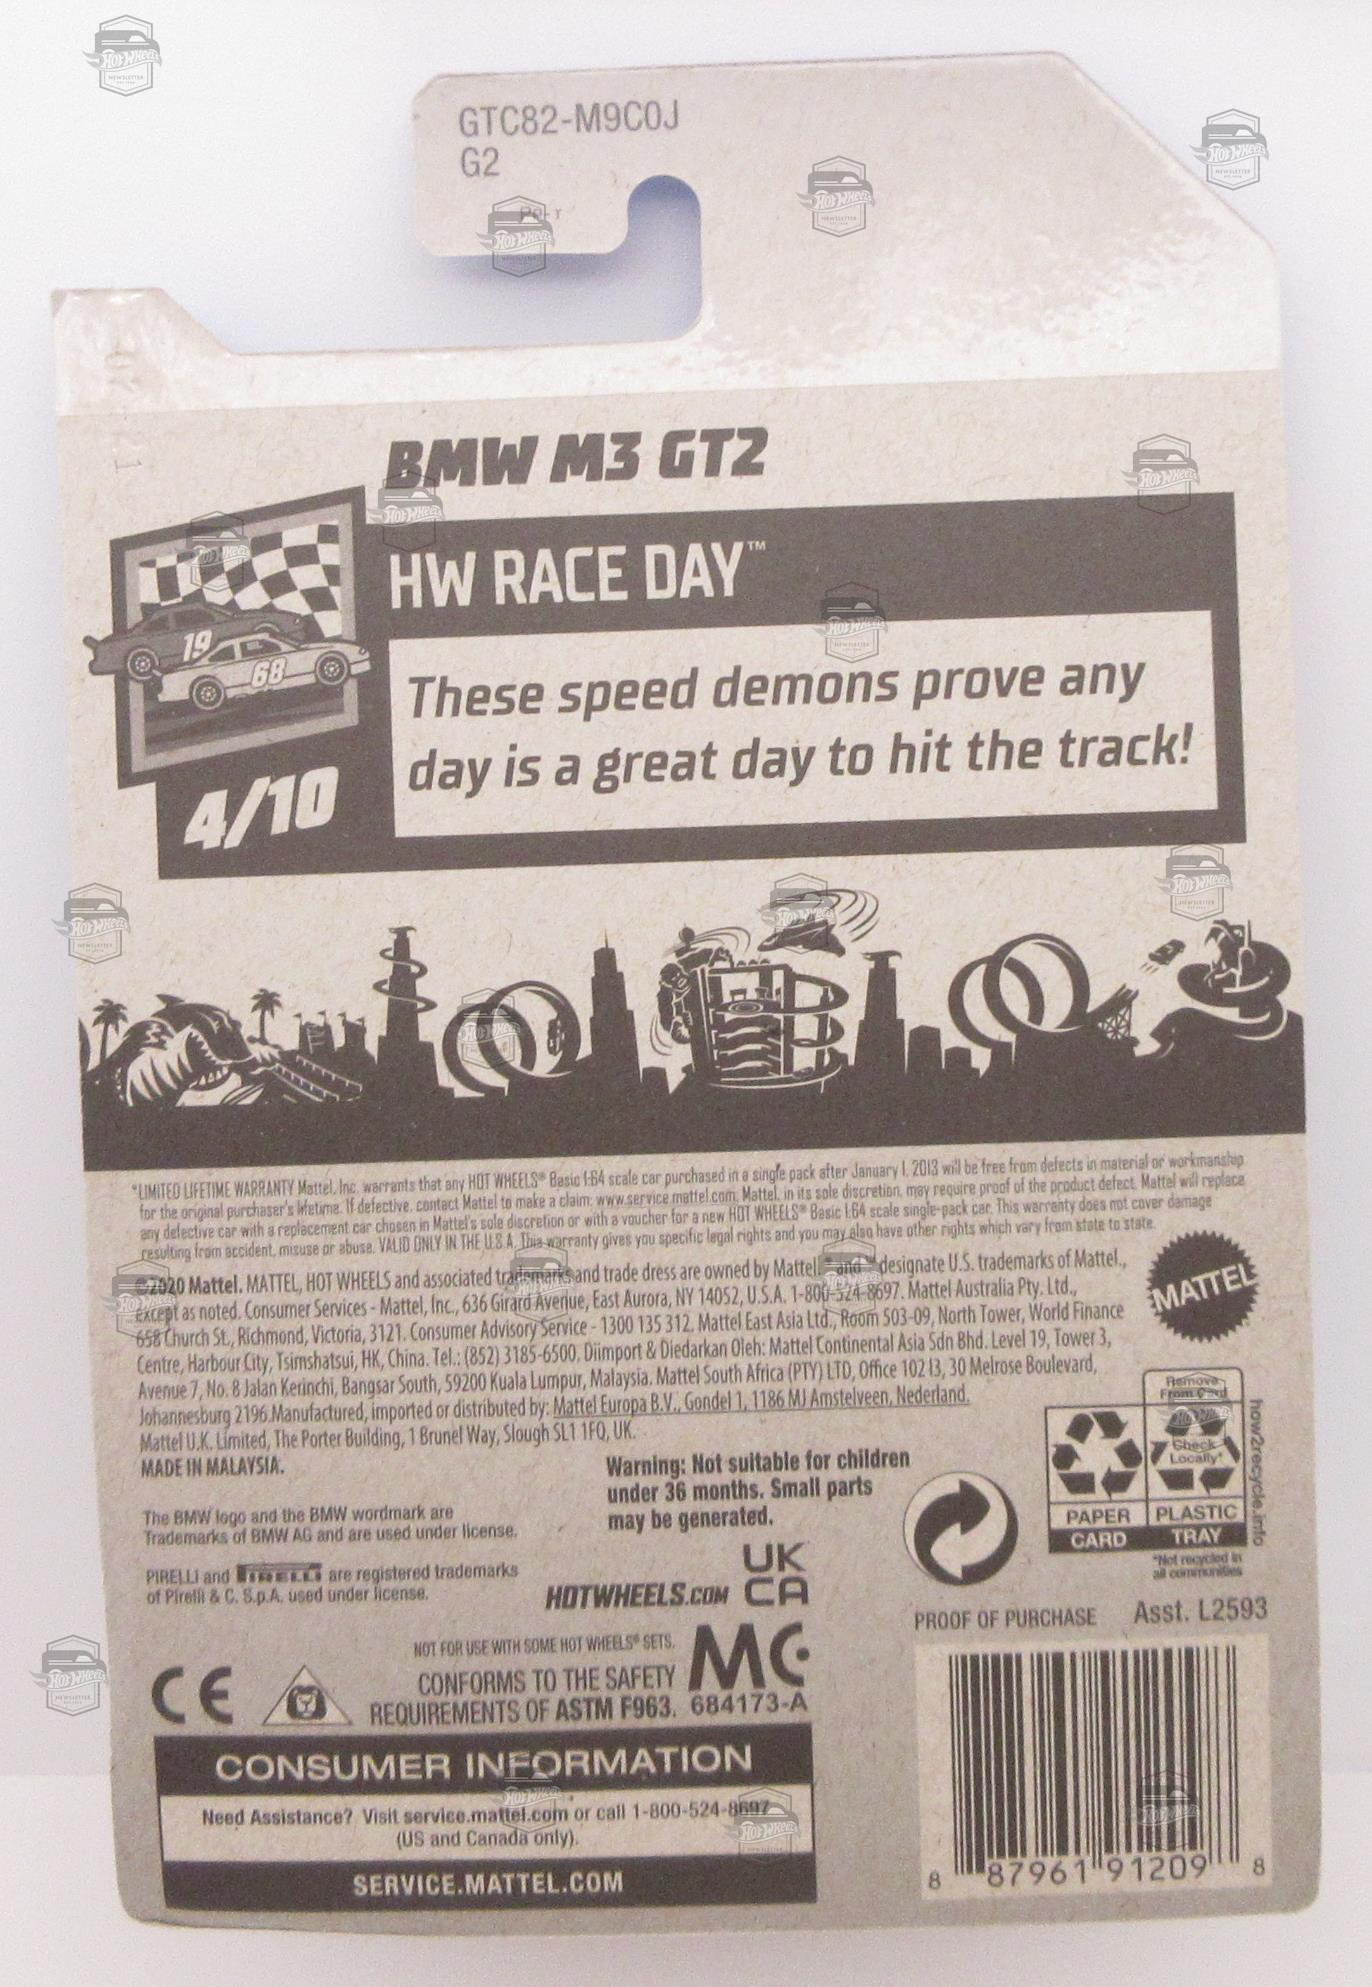 GTC82-M9C0J
G2
BMW M3 GT2
HW RACE DAY™
19
68
These speed demons prove any
day is a great day to hit the track!
4/10
*LIMITED LIFETIME WARRANTY Mattel, Inc. warrants that any HOT WHEELS® Basic 1:64 scale car purchased in a single pack after January 1, 2013 will be free from defects in material or workmanship
for the original purchaser's lifetime. If defective, contact Mattel to make a claim: www.service.mattel.com. Mattel, in its sole discretion, may require proof of the product defect. Mattel will replace
any defective car with a replacement car chosen in Mattel's sole discretion or with a voucher for a new HOT WHEELS® Basic 1:64 scale single-pack car. This warranty does not cover damage
resulting from accident, misuse or abuse. VALID ONLY IN THE U.S.A. This warranty gives you specific legal rights and you may also have other rights which vary from state to state.
©2020 Mattel. MATTEL, HOT WHEELS and associated trademarks and trade dress are owned by Mattel. ® and designate U.S. trademarks of Mattel.,
except as noted. Consumer Services - Mattel, Inc., 636 Girard Avenue, East Aurora, NY 14052, U.S.A. 1-800-524-8697. Mattel Australia Pty. Ltd.,
658 Church St., Richmond, Victoria, 3121. Consumer Advisory Service - 1300 135 312. Mattel East Asia Ltd., Room 503-09, North Tower, World Finance
Centre, Harbour City, Tsimshatsui, HK, China. Tel.: (852) 3185-6500. Diimport & Diedarkan Oleh: Mattel Continental Asia Sdn Bhd. Level 19, Tower 3,
Avenue 7, No. 8 Jalan Kerinchi, Bangsar South, 59200 Kuala Lumpur, Malaysia. Mattel South Africa (PTY) LTD, Office 102 I3, 30 Melrose Boulevard,
Johannesburg 2196.Manufactured, imported or distributed by: Mattel Europa B.V., Gondel 1, 1186 MJ Amstelveen, Nederland.
Mattel U.K. Limited, The Porter Building, 1 Brunel Way, Slough SL1 1FQ, UK.
MADE IN MALAYSIA.
MATTEL
Warning: Not suitable for children
under 36 months. Small parts
may be generated.
The BMW logo and the BMW wordmark are
Trademarks of BMW AG and are used under license.
PIRELLI and PIRELLI are registered trademarks
of Pirelli & C. S.p.A. used under license.
HOTWHEELS.COM
UK
CA
Remove
From Card
Check
Locally*
PAPER
CARD
PLASTIC
TRAY
*Not recycled in
all communities
how2recycle.info
PROOF OF PURCHASE
Asst. L2593
NOT FOR USE WITH SOME HOT WHEELS® SETS.
CE
CONFORMS TO THE SAFETY
REQUIREMENTS OF ASTM F963.
MC
684173-A
CONSUMER INFORMATION
Need Assistance? Visit service.mattel.com or call 1-800-524-8697
(US and Canada only).
SERVICE.MATTEL.COM
8 87961 91209 8
HOT WHEELS
NEWSLETTER